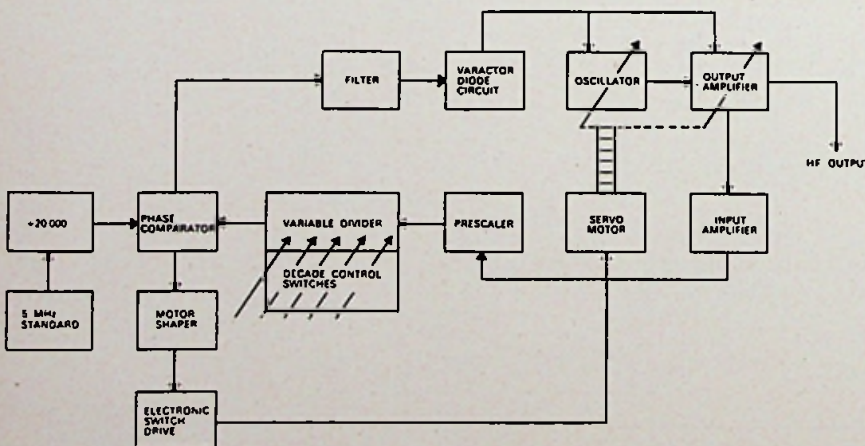 FILTER
VARACTOR
DIODE
CIRCUIT
OSCILLATOR
OUTPUT
AMPLIFIER
HF OUTPUT
÷20 000
PHASE
COMPARATOR
VARIABLE DIVIDER
PRESCALER
SERVO
MOTOR
INPUT
AMPLIFIER
DECADE CONTROL
SWITCHES
5 MHz
STANDARD
MOTOR
SHAPER
ELECTRONIC
SWITCH
DRIVE